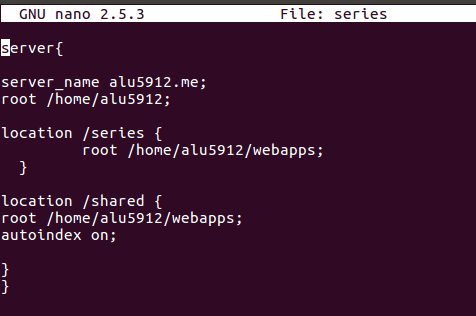 GNU nano 2.5.3 File: series
server{
server_name alu5912.me;
root /home/alu5912;
location /series {
root /home/alu5912/webapps;
}
location /shared {
root /home/alu5912/webapps;
autoindex on;
}
}